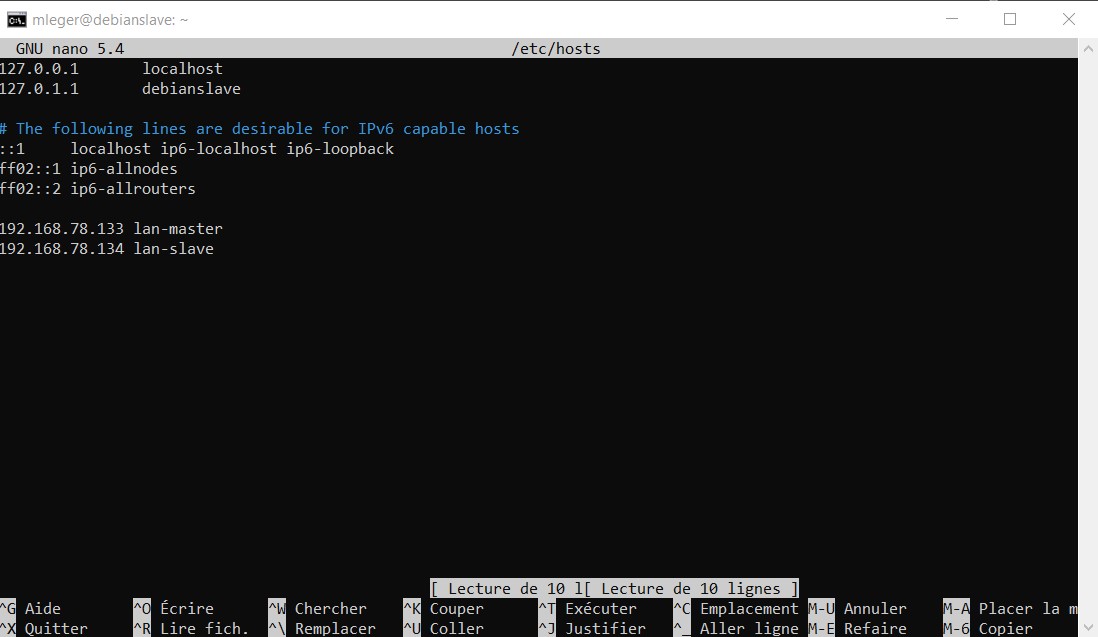 mleger@debianslave: ~
GNU nano 5.4 /etc/hosts
127.0.0.1 localhost
127.0.1.1 debianslave
# The following lines are desirable for IPv6 capable hosts
::1 localhost ip6-localhost ip6-loopback
ff02::1 ip6-allnodes
ff02::2 ip6-allrouters
192.168.78.133 lan-master
192.168.78.134 lan-slave
[ Lecture de 10 l[ Lecture de 10 lignes ]
^G Aide ^O Écrire ^W Chercher ^K Couper ^T Exécuter ^C Emplacement M-U Annuler M-A Placer la m
^X Quitter ^R Lire fich. ^\ Remplacer ^U Coller ^J Justifier ^_ Aller ligne M-E Refaire M-6 Copier